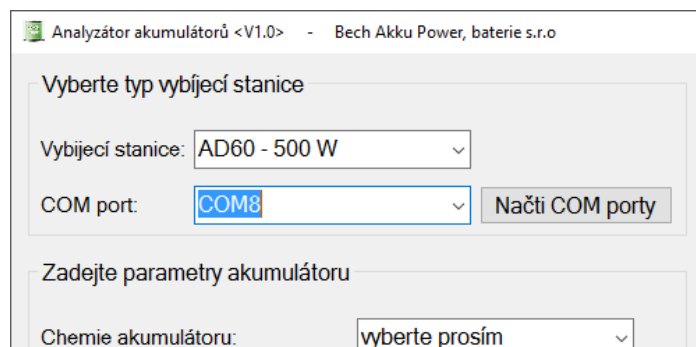 Analyzátor akumulátorů <V1.0> - Bech Akku Power, baterie s.r.o
Vyberte typ vybíjecí stanice
Vybijecí stanice: AD60 - 500 W
COM port: COM8 Načti COM porty
Zadejte parametry akumulátoru
Chemie akumulátoru: vyberte prosím